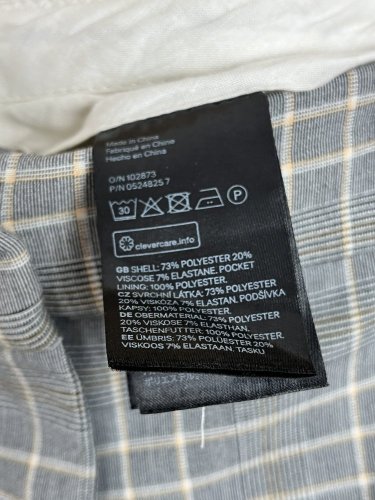 Made in China
Fabriqué en Chine
Hecho en China
O/N 102873
P/N 0524825 7
30
P
clevercare.info
GB SHELL: 73% POLYESTER 20%
VISCOSE 7% ELASTANE. POCKET
LINING: 100% POLYESTER.
CZ SVRCHNÍ LÁTKA: 73% POLYESTER
20% VISKÓZA 7% ELASTAN. PODŠÍVKA
KAPSY: 100% POLYESTER.
DE OBERMATERIAL: 73% POLYESTER
20% VISKOSE 7% ELASTHAN.
TASCHENFUTTER: 100% POLYESTER.
EE ÜMBRIS: 73% POLÜESTER 20%
VISKOOS 7% ELASTAAN. TASKU